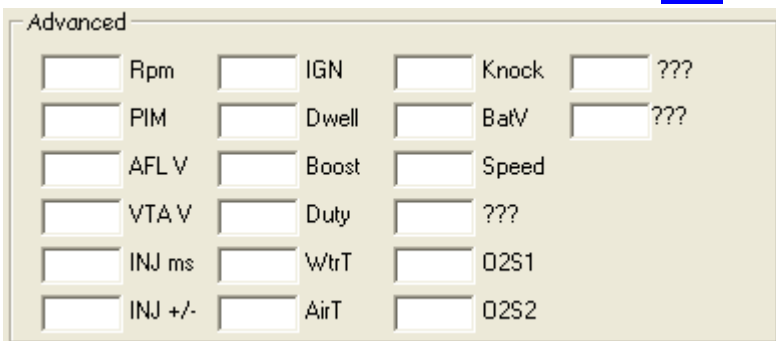 Advanced
Rpm IGN Knock ???
PIM Dwell BatV ???
AFL V Boost Speed
VTA V Duty ???
INJ ms WtrT O2S1
INJ +/- AirT O2S2